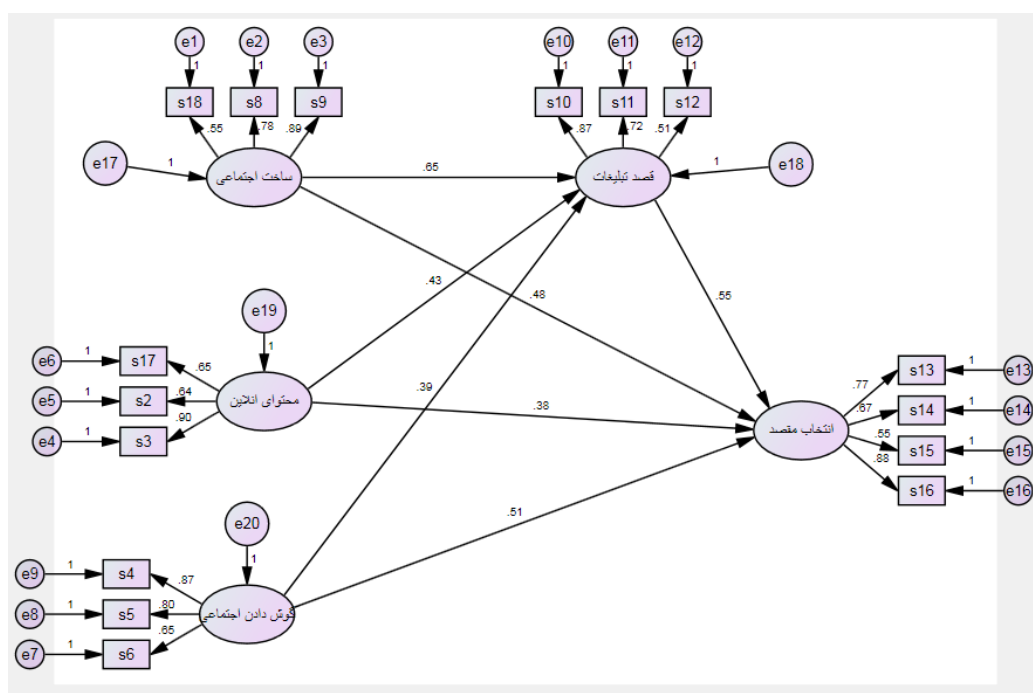 e1 e2 e3 e10 e11 e12
1 1 1 1 1 1
s18 s8 s9 s10 s11 s12
.55 .78 .89 .87 .72 .51
e17 1 ساخت اجتماعی .65 قصد تبلیغات 1 e18
.43 .48 .55
e19
1
e6 1 s17 .65
e5 1 s2 .64 محتوای انلاین
e4 1 s3 .90
.39
.38
انتخاب مقصد
.77 s13 1 e13
.67 s14 1 e14
.55 s15 1 e15
.88 s16 1 e16
.51
e20
1
e9 1 s4 .87
e8 1 s5 .80 گوش دادن اجتماعی
e7 1 s6 .65